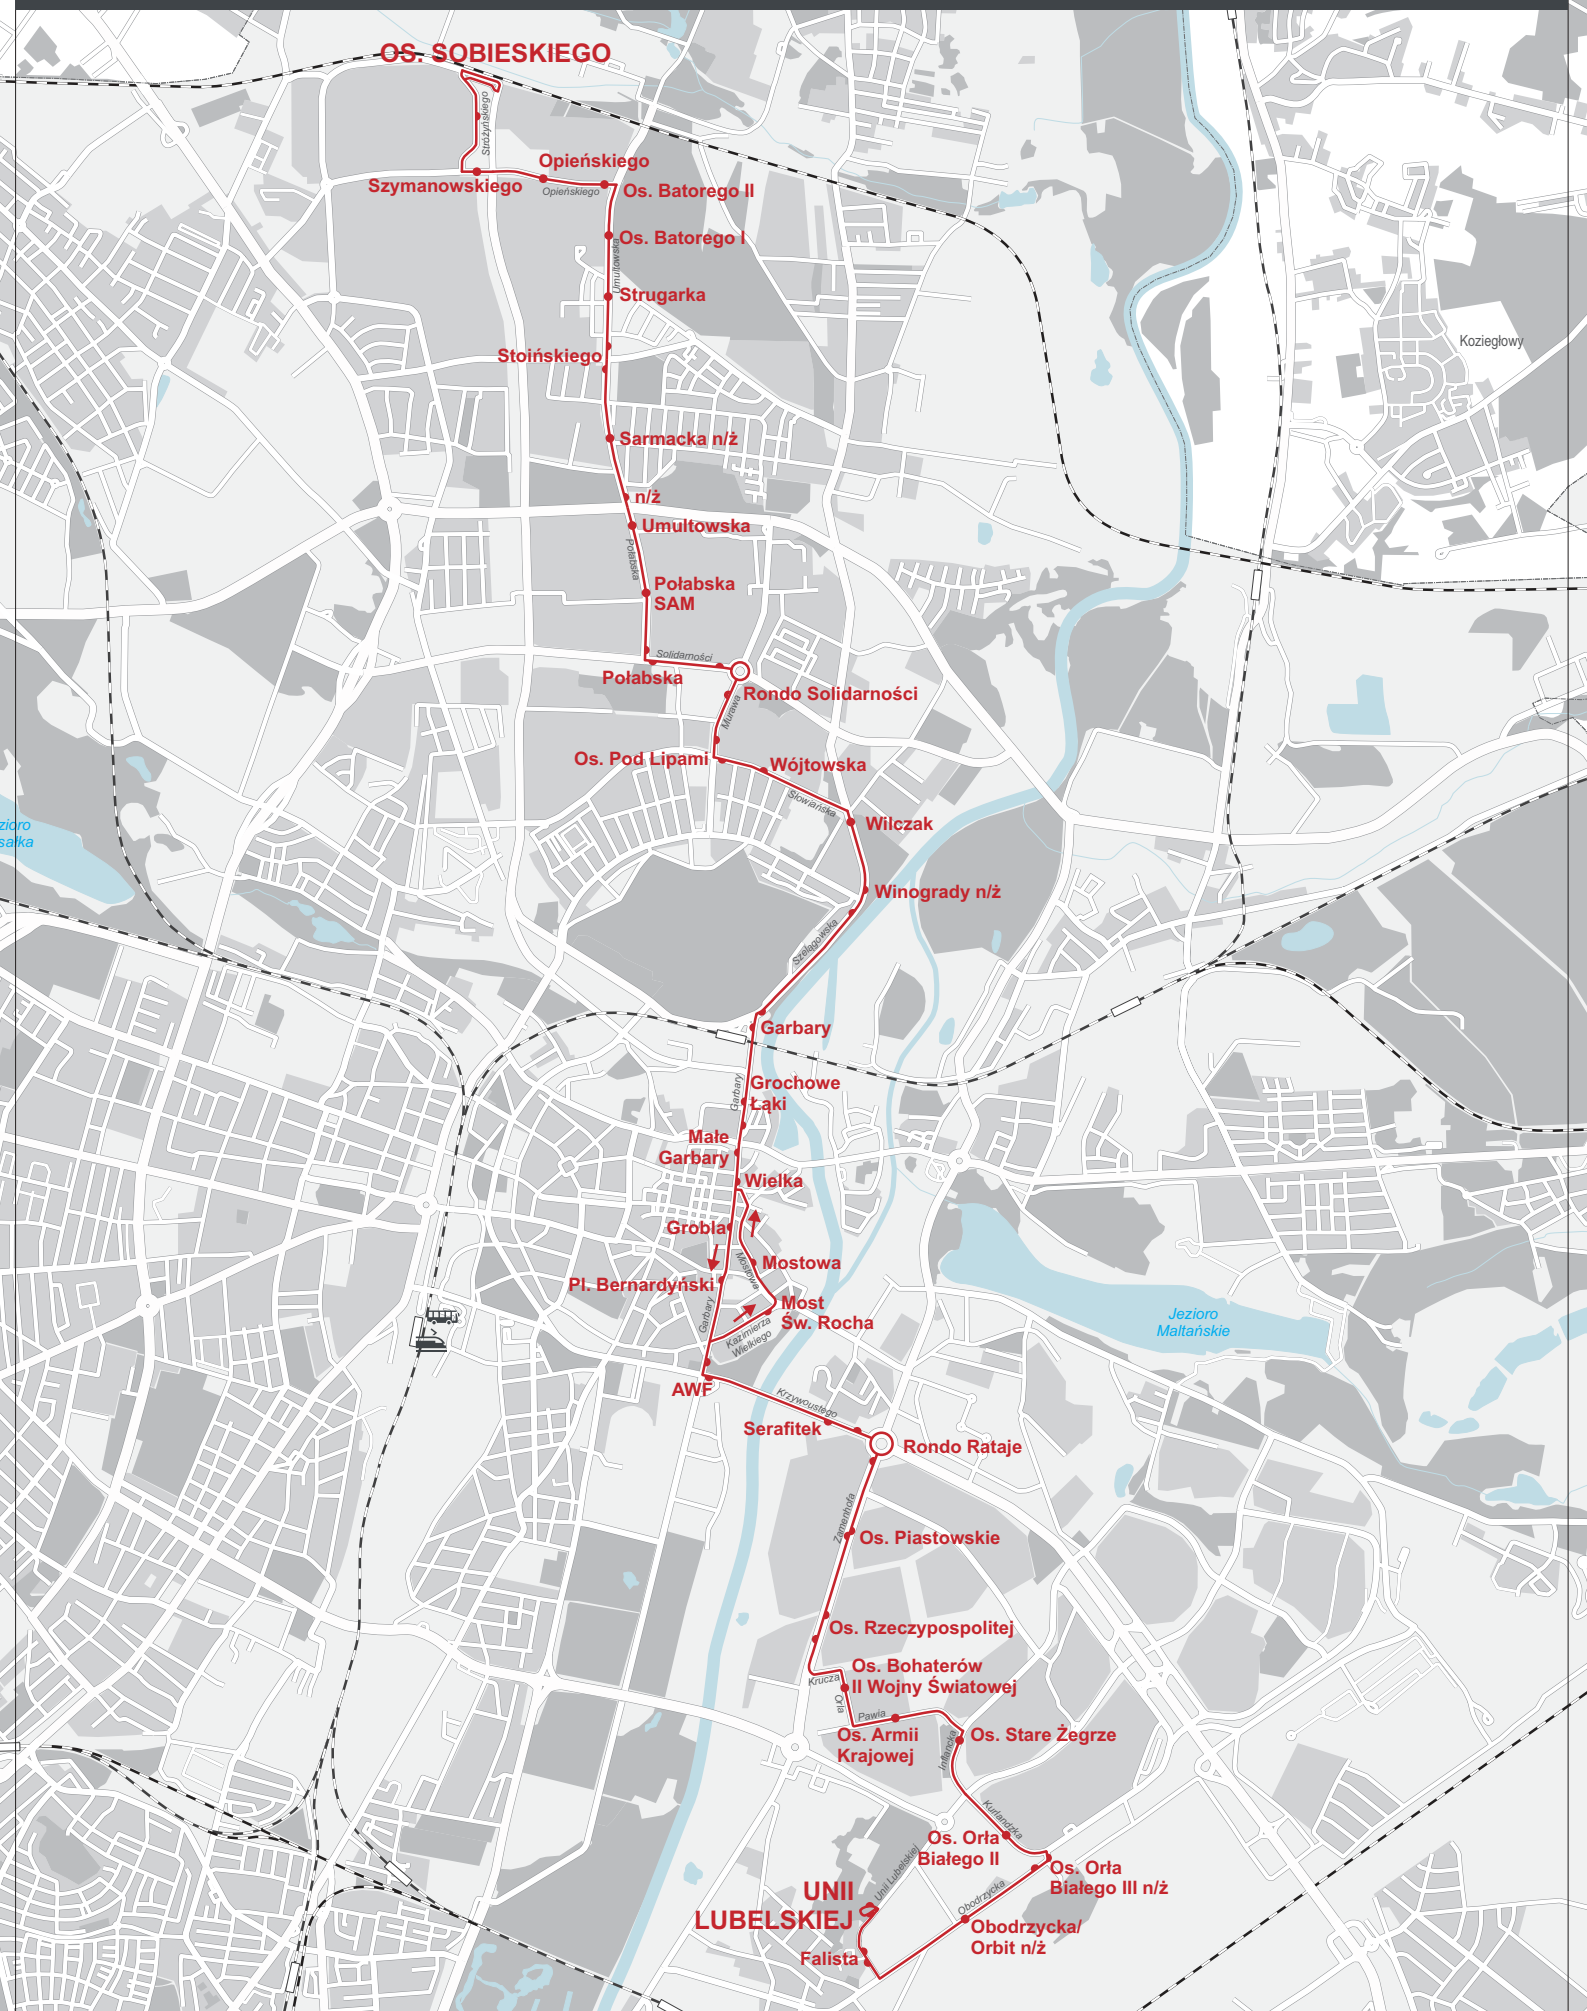 OS. SOBIESKIEGO
Stróżyńskiego
Opieńskiego
Szymanowskiego
Opieńskiego
Os. Batorego II
Os. Batorego I
Umultowska
Strugarka
Koziegłowy
Stoińskiego
Sarmacka n/ż
n/ż
Umultowska
Połabska
Połabska
SAM
Solidarności
Połabska
Rondo Solidarności
Murawa
Os. Pod Lipami
Wójtowska
Słowiańska
Wilczak
zioro
sałka
Winogrady n/ż
Szelągowska
Garbary
Garbary
Grochowe
Łąki
Małe
Garbary
Wielka
Grobla
Mostowa
Mostowa
Pl. Bernardyński
Garbary
Most
Św. Rocha
Kazimierza
Wielkiego
Jezioro
Maltańskie
AWF
Krzywoustego
Serafitek
Rondo Rataje
Zamenhofa
Os. Piastowskie
Os. Rzeczypospolitej
Krucza
Os. Bohaterów
II Wojny Światowej
Orla
Pawia
Os. Armii
Krajowej
Os. Stare Żegrze
Inflancka
Kurlandzka
Os. Orła
Białego II
Os. Orła
Białego III n/ż
Unii Lubelskiej
UNII
LUBELSKIEJ
Obodrzycka
Obodrzycka/
Orbit n/ż
Falista